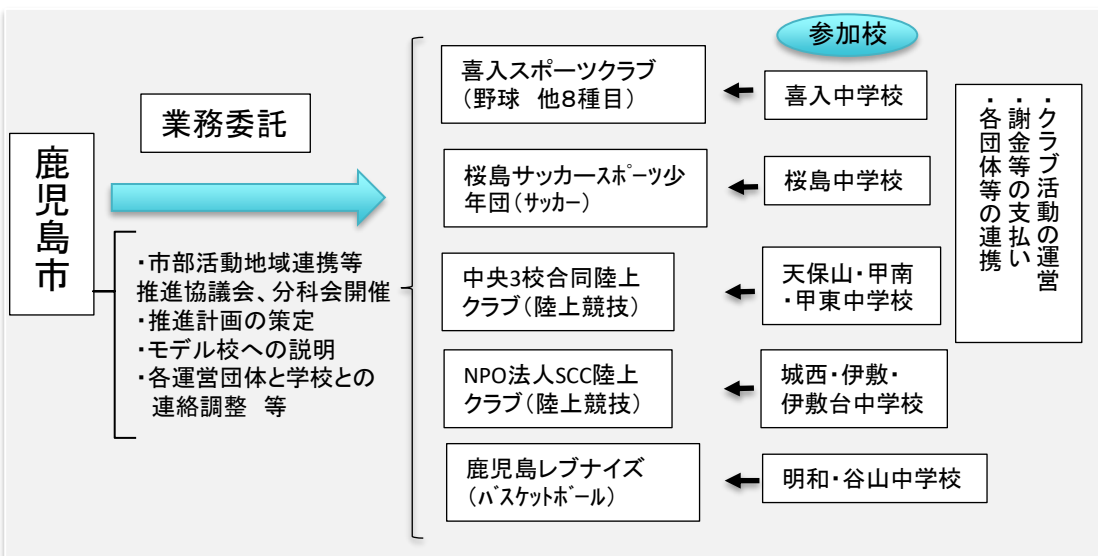 参加校
鹿児島市
業務委託
・市部活動地域連携等
推進協議会、分科会開催
・推進計画の策定
・モデル校への説明
・各運営団体と学校との
連絡調整　等
喜入スポーツクラブ
（野球　他８種目）
喜入中学校
桜島サッカースポーツ少
年団（サッカー）
桜島中学校
中央3校合同陸上
クラブ（陸上競技）
天保山・甲南
・甲東中学校
NPO法人SCC陸上
クラブ（陸上競技）
城西・伊敷・
伊敷台中学校
鹿児島レブナイズ
（バスケットボール）
明和・谷山中学校
・クラブ活動の運営
・謝金等の支払い
・各団体等の連携